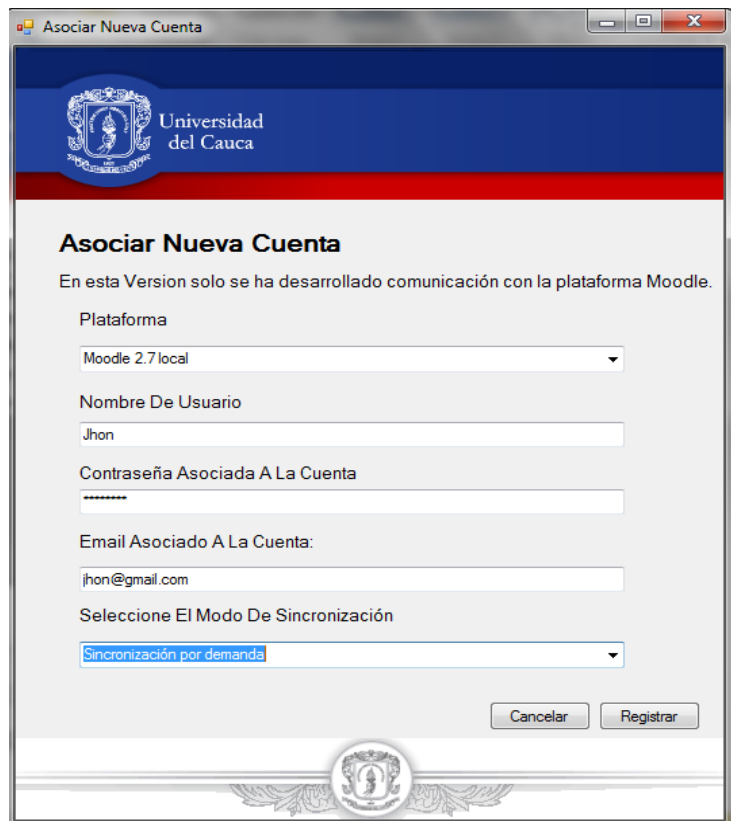 Asociar Nueva Cuenta
Universidad
del Cauca
Asociar Nueva Cuenta
En esta Version solo se ha desarrollado comunicación con la plataforma Moodle.
Plataforma
Moodle 2.7 local
Nombre De Usuario
Jhon
Contraseña Asociada A La Cuenta
********
Email Asociado A La Cuenta:
jhon@gmail.com
Seleccione El Modo De Sincronización
Sincronización por demanda
Cancelar Registrar